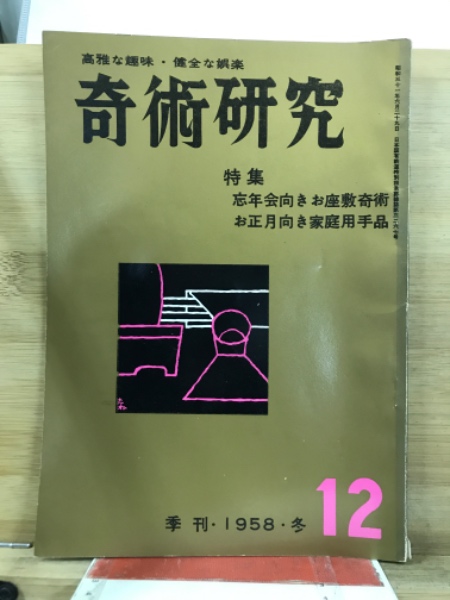 高雅な趣味・健全な娯楽
奇術研究
特集
忘年会向きお座敷奇術
お正月向き家庭用手品
季刊・1958・冬
12